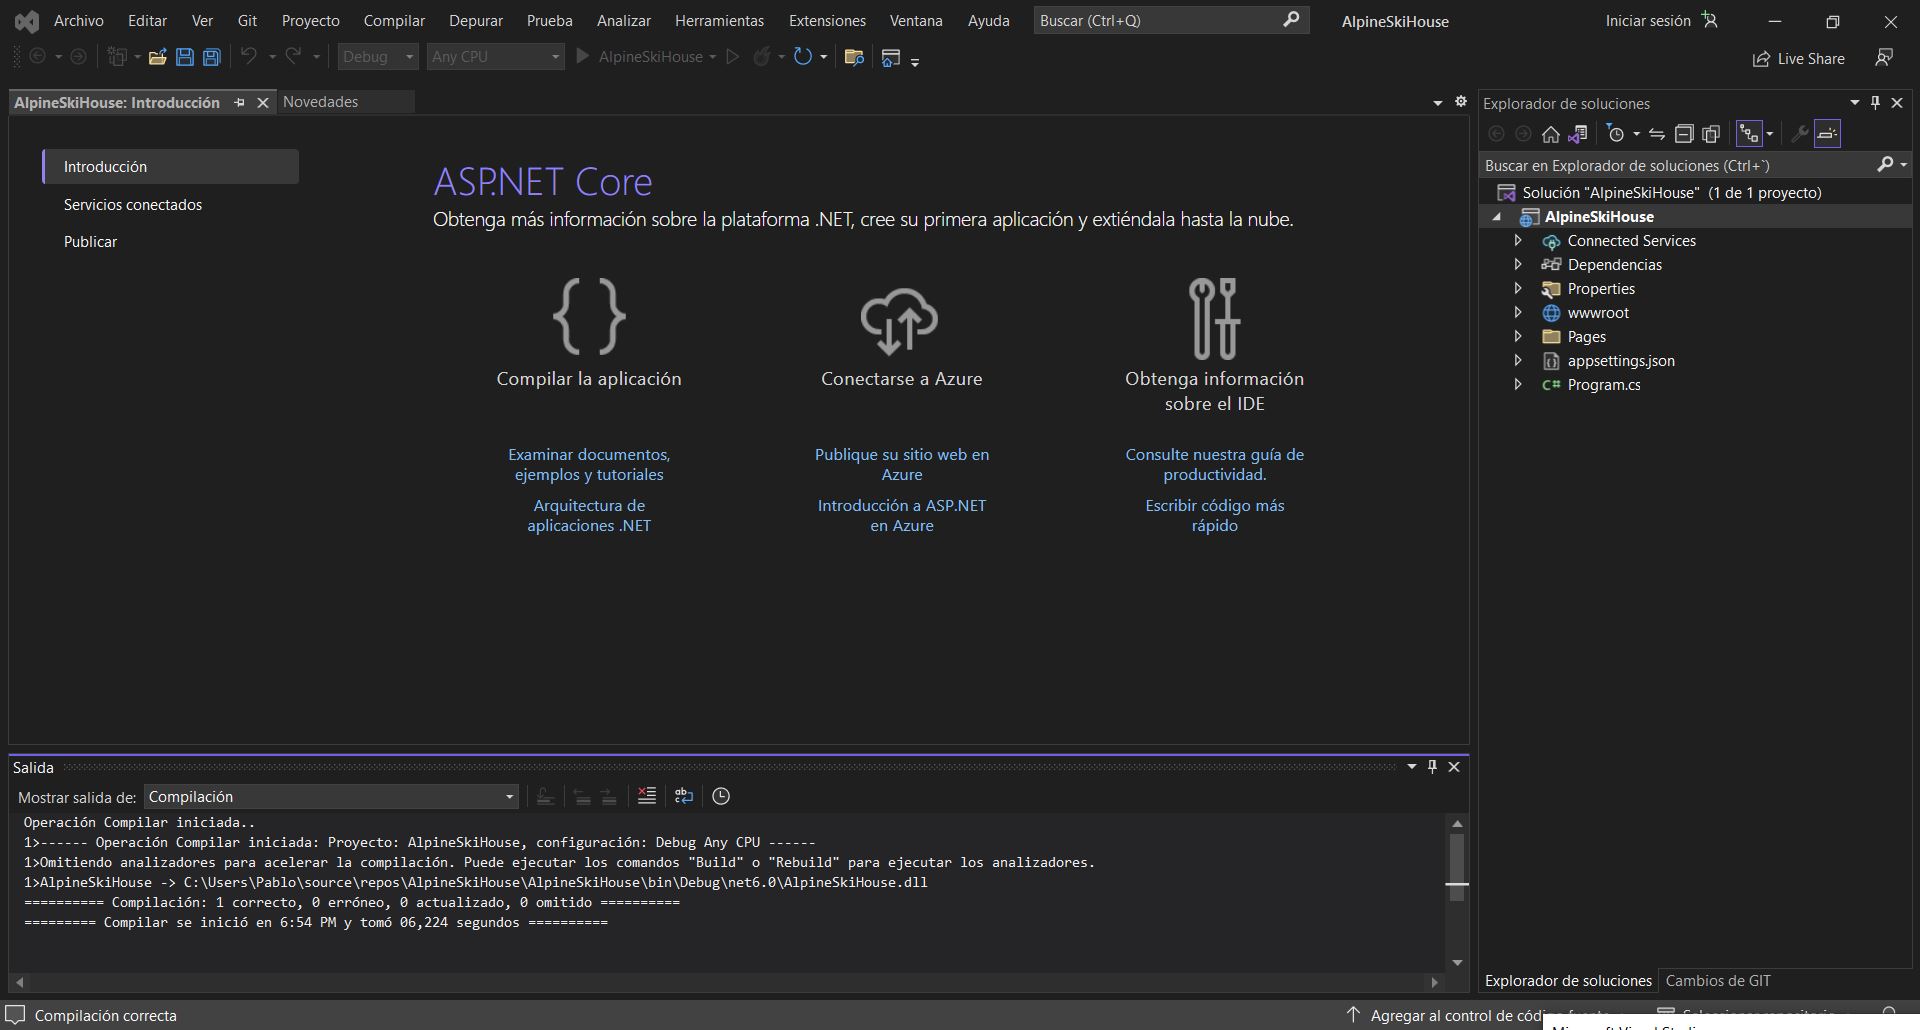 Archivo Editar Ver Git Proyecto Compilar Depurar Prueba Analizar Herramientas Extensiones Ventana Ayuda Buscar (Ctrl+Q) AlpineSkiHouse Iniciar sesión
Debug Any CPU AlpineSkiHouse Live Share
AlpineSkiHouse: Introducción Novedades
Introducción
Servicios conectados
Publicar
ASP.NET Core
Obtenga más información sobre la plataforma .NET, cree su primera aplicación y extiéndala hasta la nube.
Compilar la aplicación
Examinar documentos,
ejemplos y tutoriales
Arquitectura de
aplicaciones .NET
Conectarse a Azure
Publique su sitio web en
Azure
Introducción a ASP.NET
en Azure
Obtenga información
sobre el IDE
Consulte nuestra guía de
productividad.
Escribir código más
rápido
Explorador de soluciones
Buscar en Explorador de soluciones (Ctrl+`)
Solución "AlpineSkiHouse" (1 de 1 proyecto)
AlpineSkiHouse
Connected Services
Dependencias
Properties
wwwroot
Pages
appsettings.json
C# Program.cs
Explorador de soluciones Cambios de GIT
Salida
Mostrar salida de: Compilación
Operación Compilar iniciada..
1>------ Operación Compilar iniciada: Proyecto: AlpineSkiHouse, configuración: Debug Any CPU ------
1>Omitiendo analizadores para acelerar la compilación. Puede ejecutar los comandos "Build" o "Rebuild" para ejecutar los analizadores.
1>AlpineSkiHouse -> C:\Users\Pablo\source\repos\AlpineSkiHouse\AlpineSkiHouse\bin\Debug\net6.0\AlpineSkiHouse.dll
========== Compilación: 1 correcto, 0 erróneo, 0 actualizado, 0 omitido ==========
========= Compilar se inició en 6:54 PM y tomó 06,224 segundos ==========
Compilación correcta Agregar al control de código